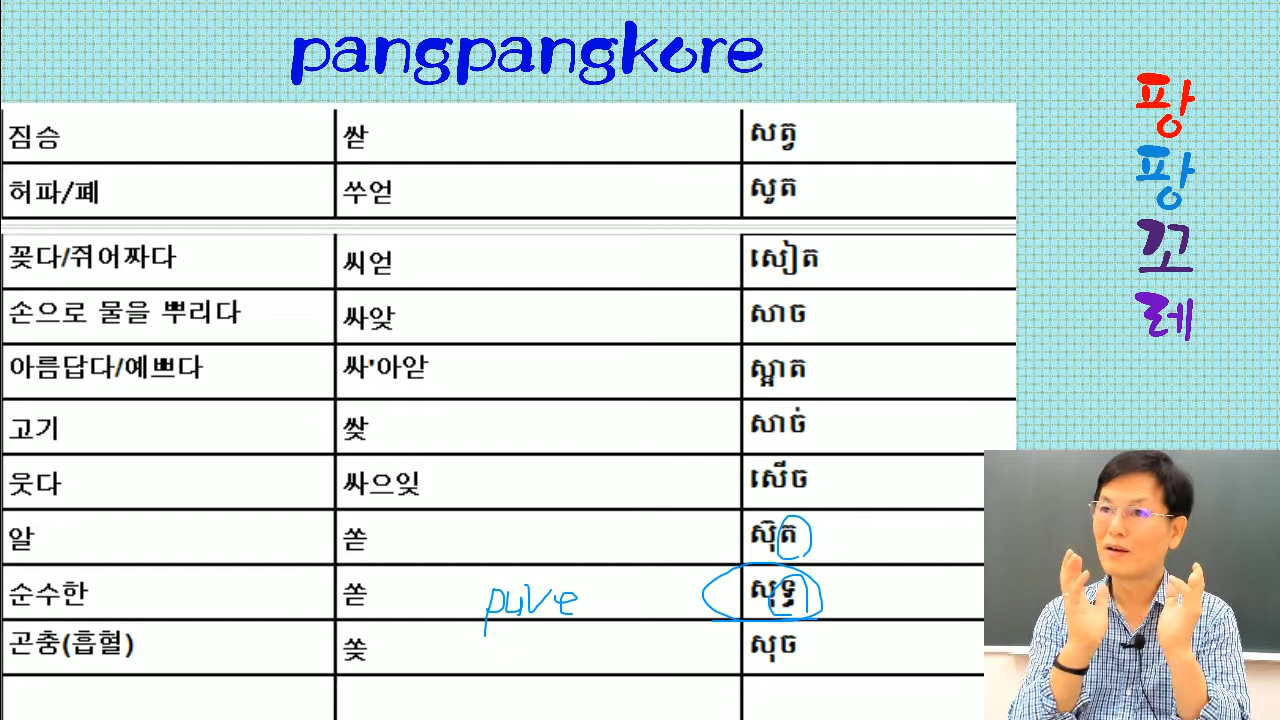 pangpangkore
팡팡꼬레
짐승 싿 សត្វ
허파/폐 쑤얻 សួត
꽃다/쥐어짜다 씨얻 សៀត
손으로 물을 뿌리다 싸앚 សាច
아름답다/예쁘다 싸'아앋 ស្អាត
고기 쌎 សាច់
웃다 싸으잊 សើច
알 쏟 ស៊ុត
순수한 쏟 pure សុទ្ធ
곤충(흡혈) 쏮 សុច